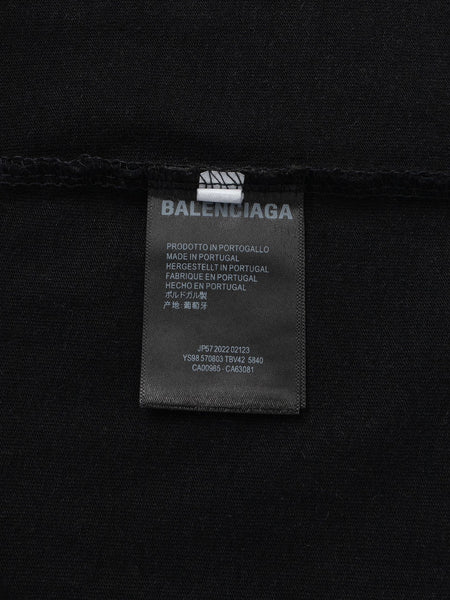 BALENCIAGA
PRODOTTO IN PORTOGALLO
MADE IN PORTUGAL
HERGESTELLT IN PORTUGAL
FABRIQUE EN PORTUGAL
HECHO EN PORTUGAL
ポルトガル製
产地:葡萄牙
JP57 2022 02123
YS98 570803 TBV42 5840
CA00985 - CA63081